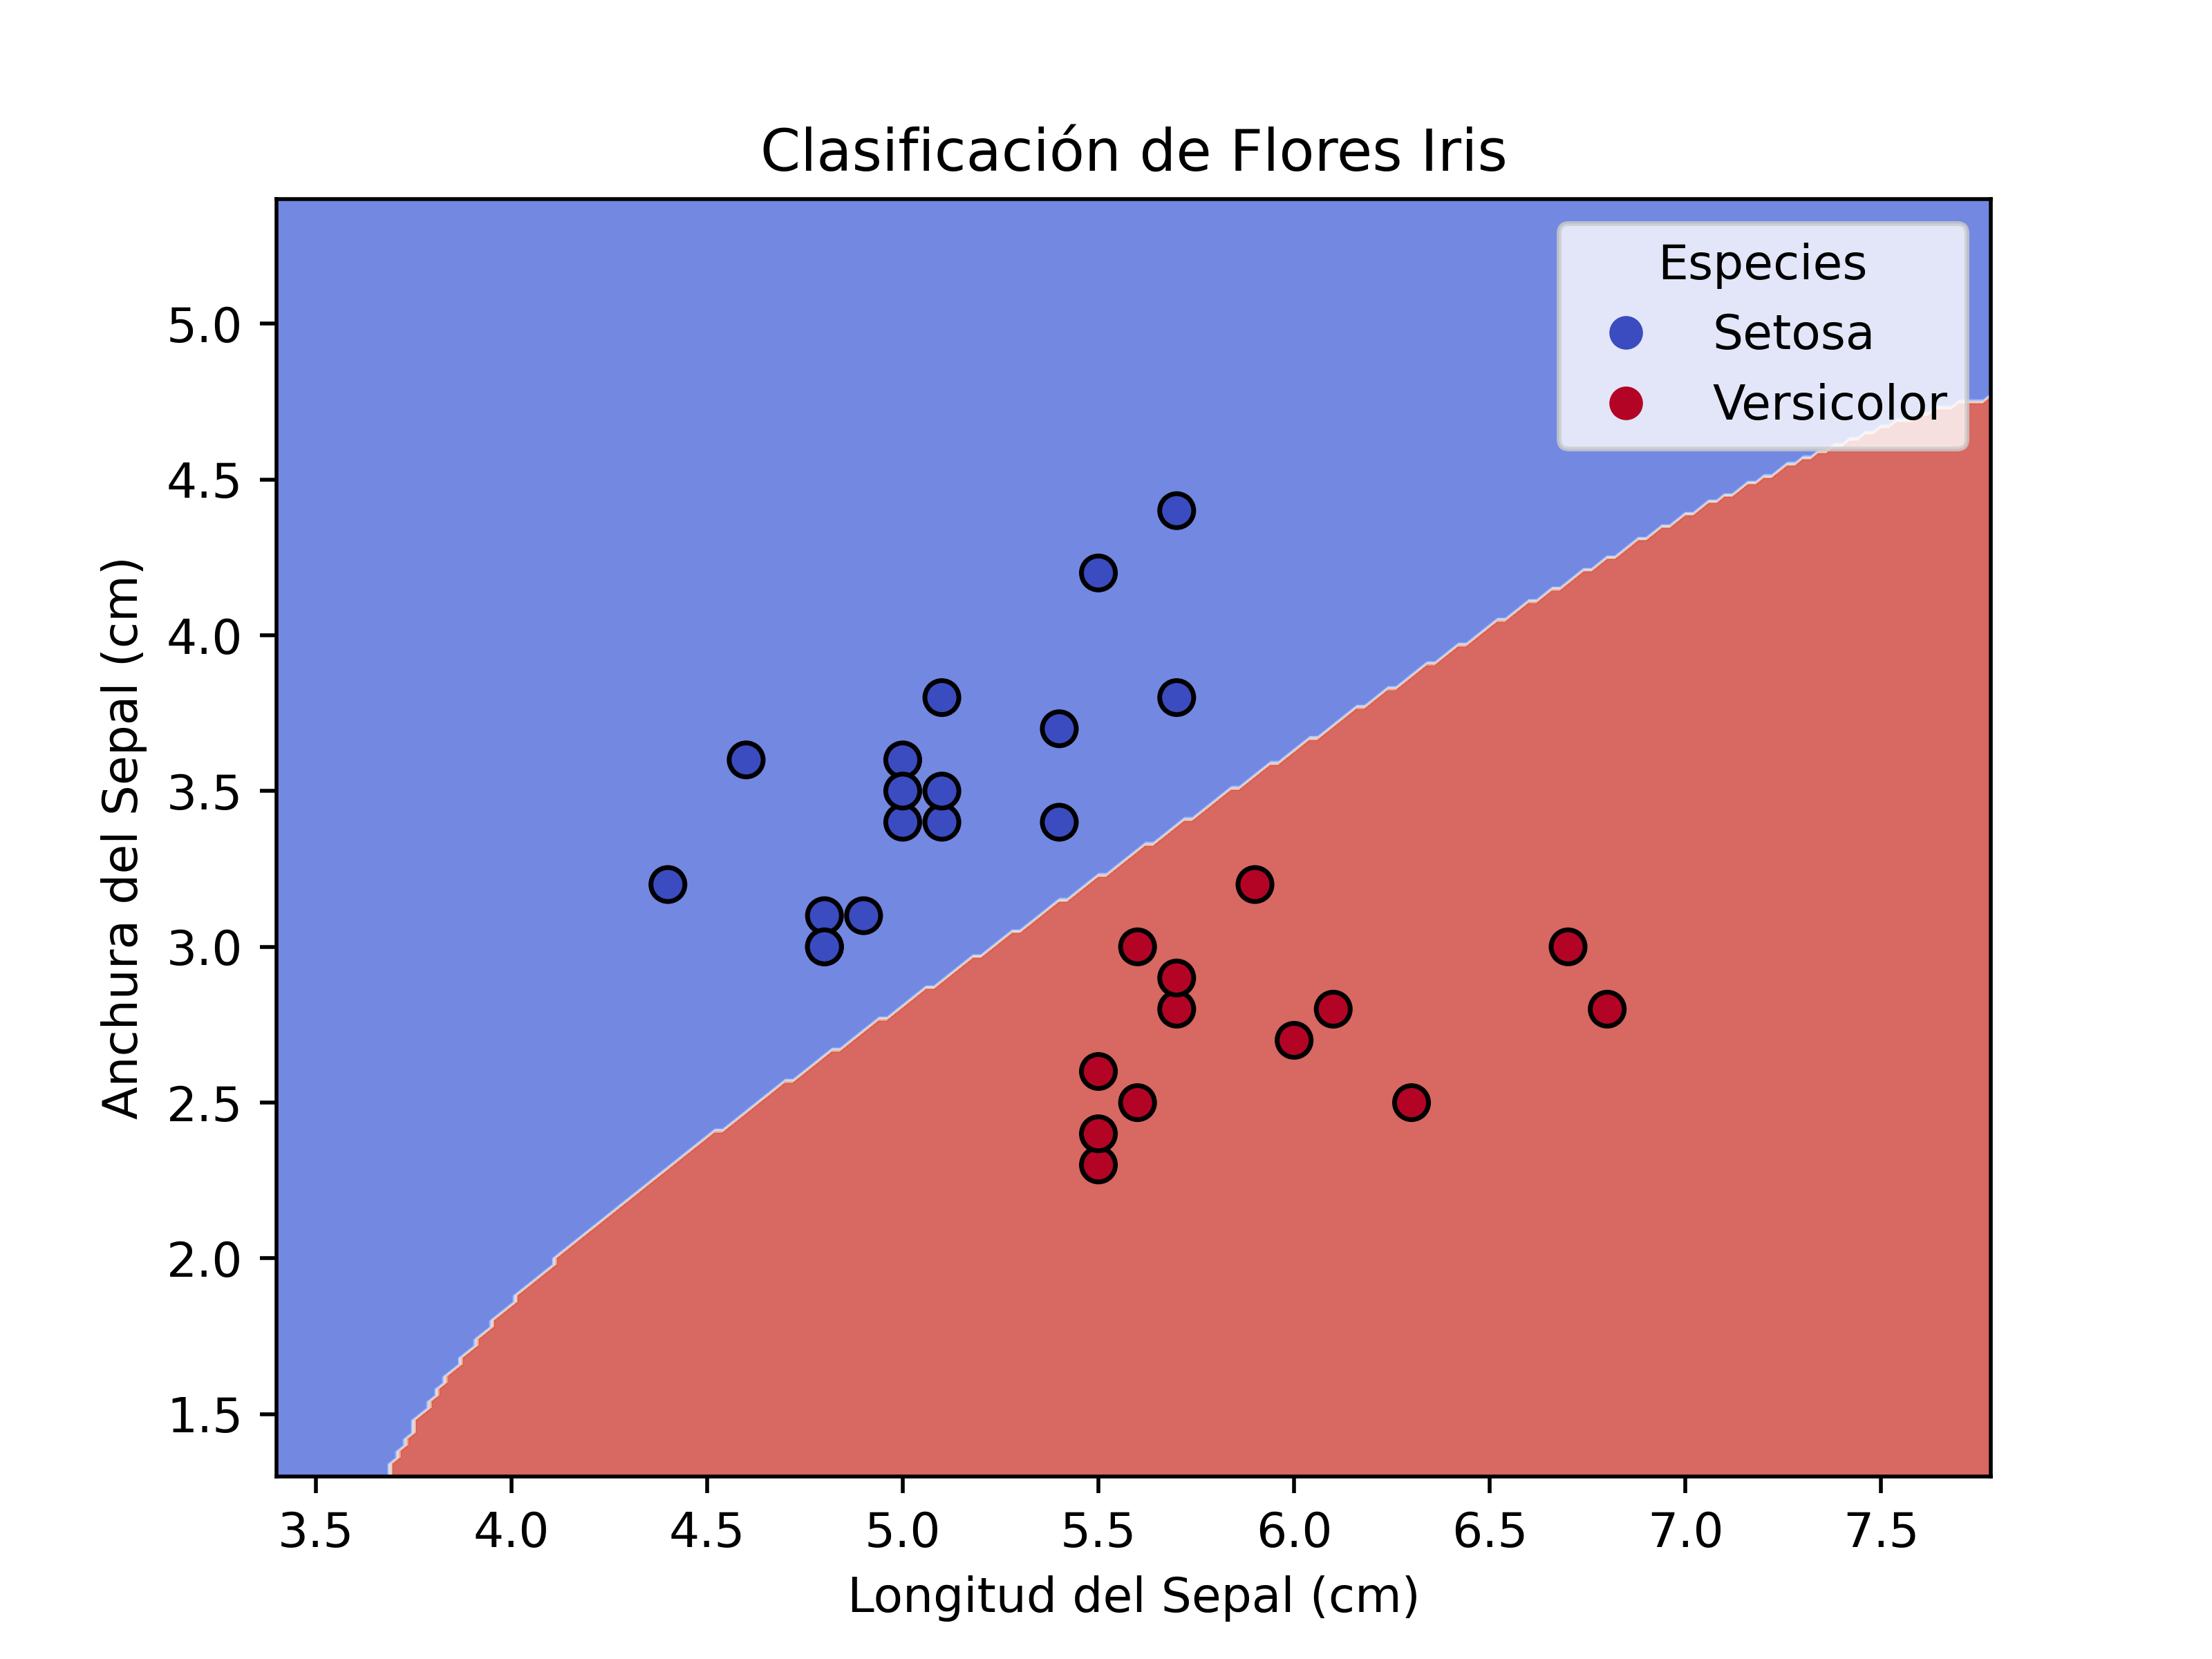 Clasificación de Flores Iris
Especies
Setosa
Versicolor
Anchura del Sepal (cm)
5.0
4.5
4.0
3.5
3.0
2.5
2.0
1.5
3.5 4.0 4.5 5.0 5.5 6.0 6.5 7.0 7.5
Longitud del Sepal (cm)